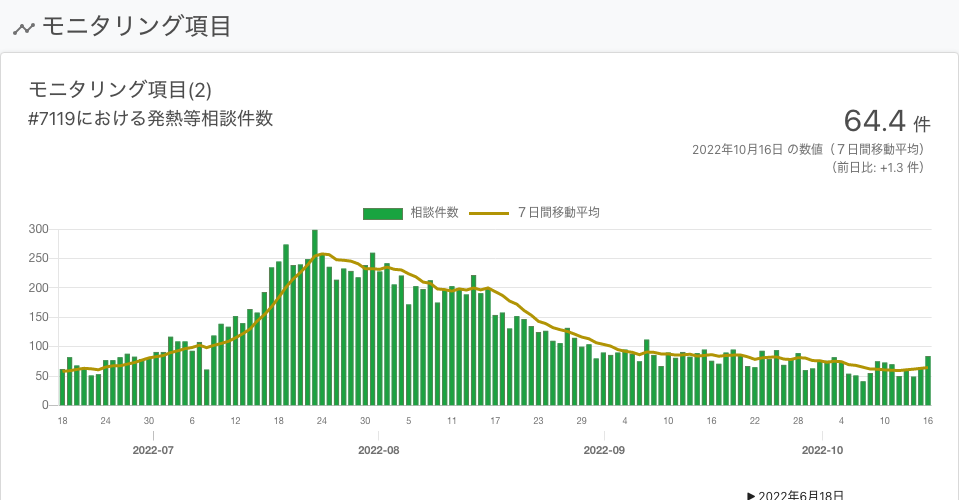 モニタリング項目
モニタリング項目(2)
#7119における発熱等相談件数
64.4 件
2022年10月16日 の数値（７日間移動平均）
（前日比: +1.3 件）
相談件数 ７日間移動平均
300
250
200
150
100
50
0
18 24 30 6 12 18 24 30 5 11 17 23 29 4 10 16 22 28 4 10 16
2022-07 2022-08 2022-09 2022-10
▶ 2022年6月18日